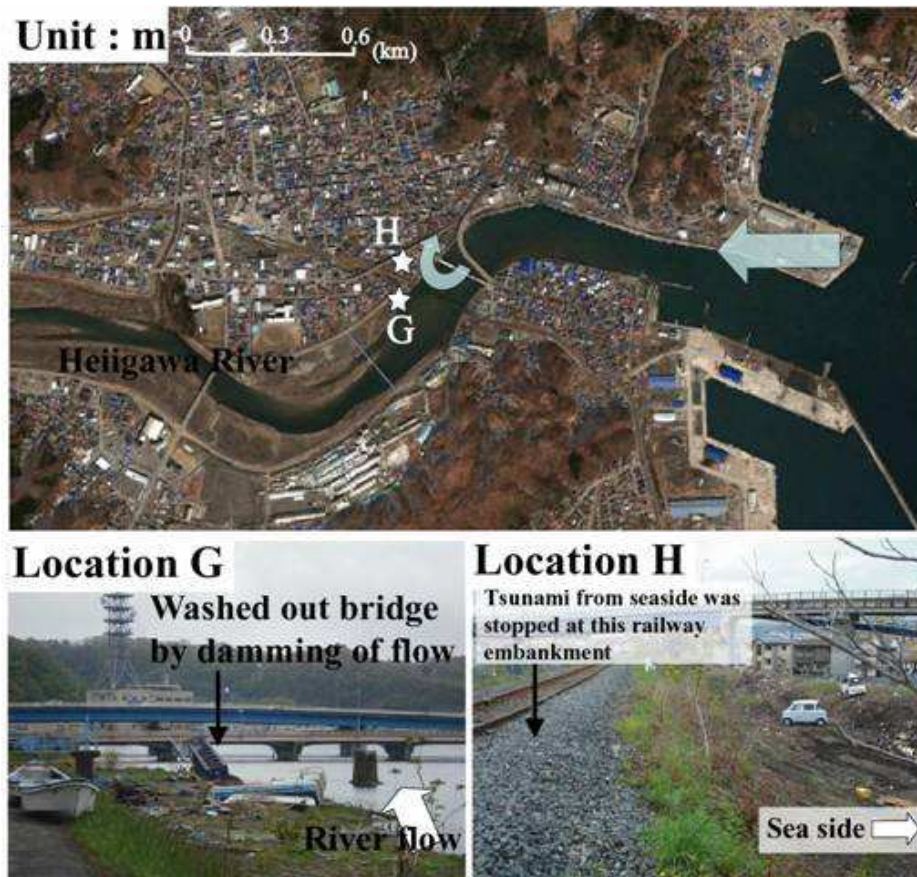 Unit : m
0 0.3 0.6
(km)
H
G
Heiigawa River
Location G
Washed out bridge
by damming of flow
River flow
Location H
Tsunami from seaside was
stopped at this railway
embankment
Sea side